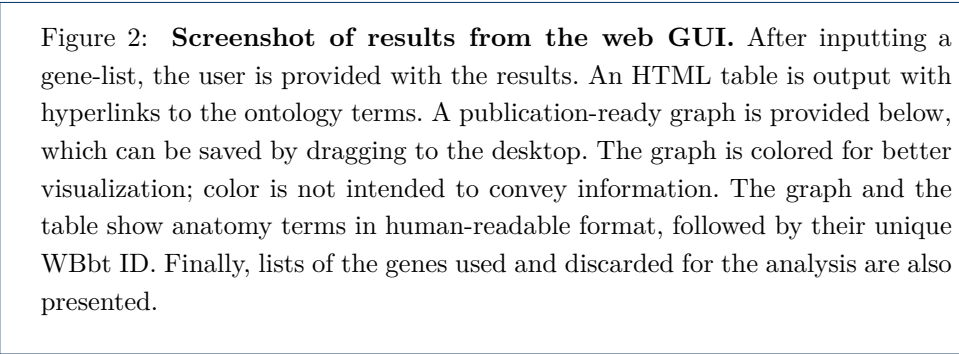 Figure 2: Screenshot of results from the web GUI. After inputting a
gene-list, the user is provided with the results. An HTML table is output with
hyperlinks to the ontology terms. A publication-ready graph is provided below,
which can be saved by dragging to the desktop. The graph is colored for better
visualization; color is not intended to convey information. The graph and the
table show anatomy terms in human-readable format, followed by their unique
WBbt ID. Finally, lists of the genes used and discarded for the analysis are also
presented.